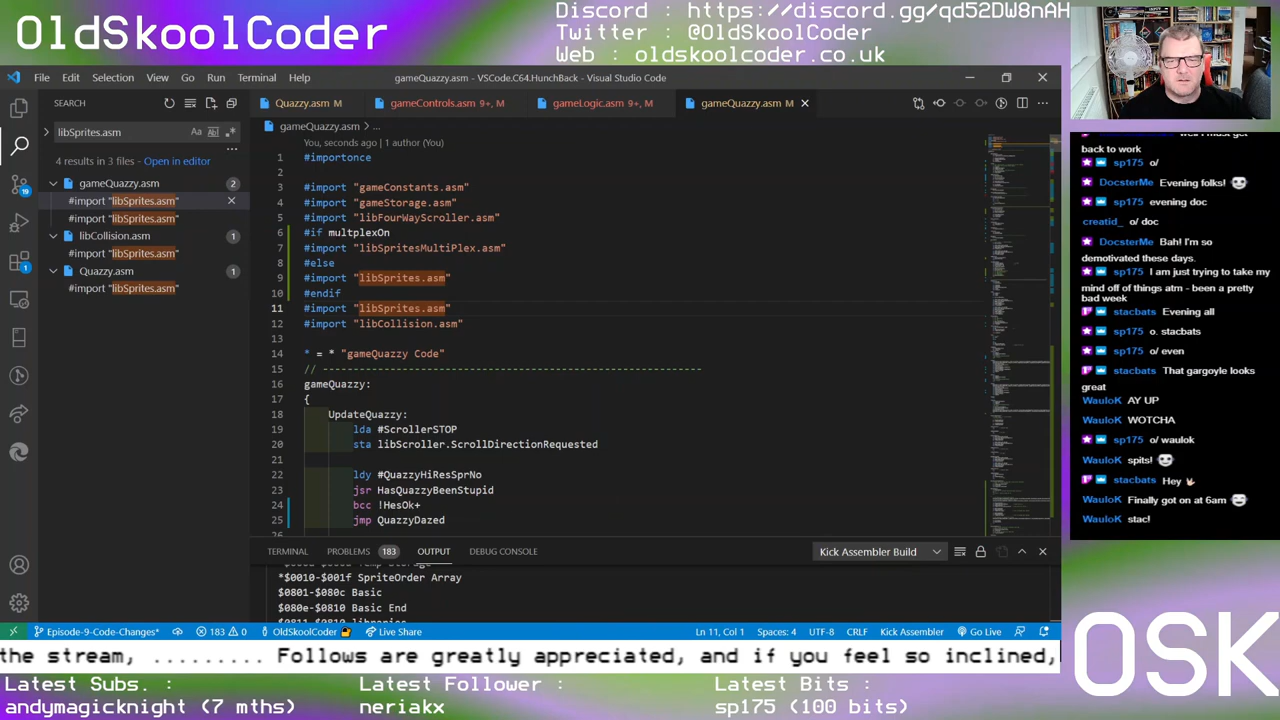 OldSkoolCoder
Discord : https://discord.gg/qd52DW8nAH
Twitter : @OldSkoolCoder
Web : oldskoolcoder.co.uk
File Edit Selection View Go Run Terminal Help
gameQuazzy.asm - VSCode.C64.HunchBack - Visual Studio Code
SEARCH
libSprites.asm
Aa
4 results in 3 files - Open in editor
gameQuazzy.asm 2
#import "libSprites.asm"
#import "libSprites.asm"
libCollision.asm 1
#import "libSprites.asm"
Quazzy.asm 1
#import "libSprites.asm"
19
1
Quazzy.asm M
gameControls.asm 9+, M
gameLogic.asm 9+, M
gameQuazzy.asm M
gameQuazzy.asm > ...
You, seconds ago | 1 author (You)
1 #importonce
2
3 #import "gameConstants.asm"
4 #import "gameStorage.asm"
5 #import "libFourWayScroller.asm"
6 #if multplexOn
7 #import "libSpritesMultiPlex.asm"
8 #else
9 #import "libSprites.asm"
10 #endif
11 #import "libSprites.asm"
12 #import "libCollision.asm"
13
14 * = * "gameQuazzy Code"
15 // -------------------------------------------------------
16 gameQuazzy:
17 {
18 UpdateQuazzy:
19 lda #ScrollerSTOP
20 sta libScroller.ScrollDirectionRequested
21
22 ldy #QuazzyHiResSpNo
23 jsr HasQuazzyBeenStupid
24 bcc !HesOk+
25 jmp QuazzyDazed
TERMINAL PROBLEMS 183 OUTPUT DEBUG CONSOLE
Kick Assembler Build
*$0010-$001f SpriteOrder Array
$0801-$080c Basic
$080e-$0810 Basic End
Episode-9-Code-Changes* 183 0 OldSkoolCoder Live Share
Ln 11, Col 1 Spaces: 4 UTF-8 CRLF Kick Assembler Go Live
back to work
sp175 o/
DocsterMe Evening folks!
sp175 evening doc
creatid_ o/ doc
DocsterMe Bah! I'm so
demotivated these days.
sp175 I am just trying to take my
mind off of things atm - been a pretty
bad week
stacbats Evening all
sp175 o. stacbats
sp175 o/ even
stacbats That gargoyle looks
great
WauloK AY UP
WauloK WOTCHA
sp175 o/ waulok
WauloK spits!
stacbats Hey
WauloK Finally got on at 6am
WauloK stac!
the stream, ......... Follows are greatly appreciated, and if you feel so inclined,
OSK
Latest Subs. :
andymagicknight (7 mths)
Latest Follower :
neriakx
Latest Bits :
sp175 (100 bits)